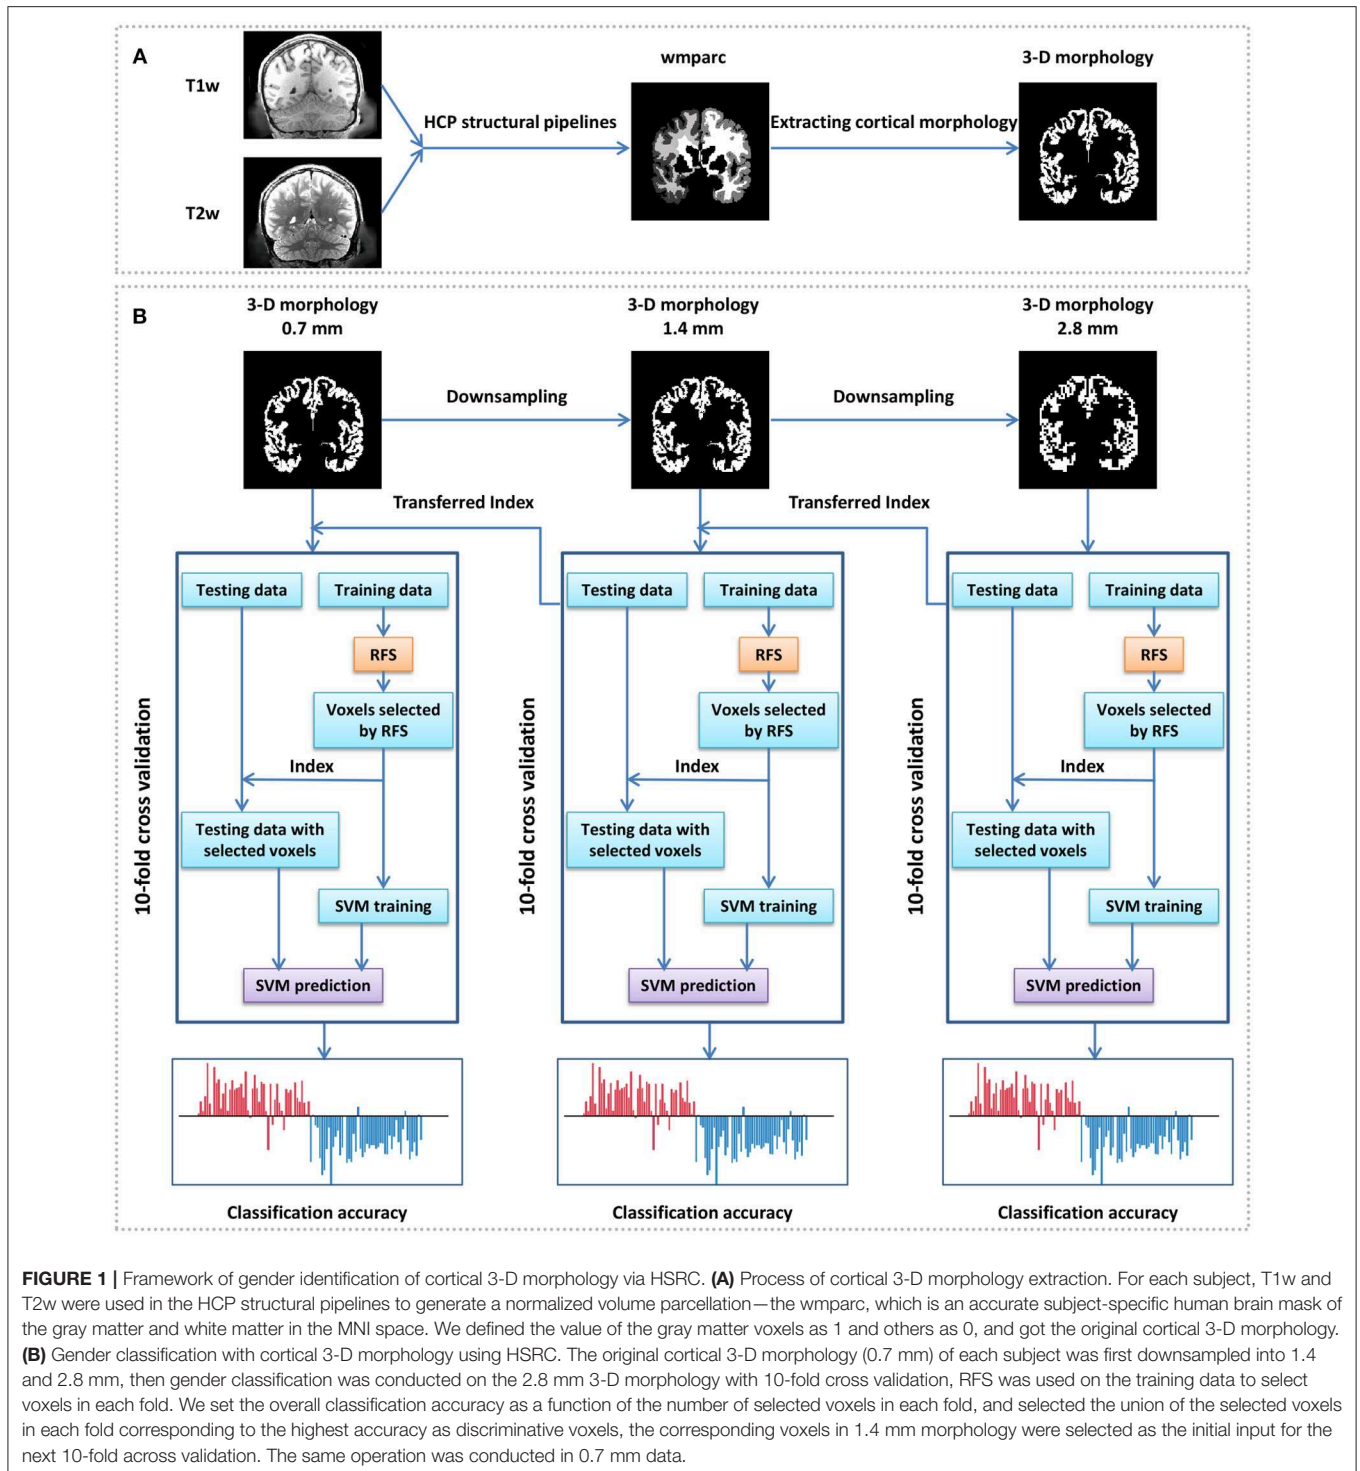 A
T1w
T2w
HCP structural pipelines
wmparc
Extracting cortical morphology
3-D morphology
B
3-D morphology
0.7 mm
3-D morphology
1.4 mm
3-D morphology
2.8 mm
Downsampling
Downsampling
Transferred Index
Transferred Index
10-fold cross validation
Testing data
Training data
RFS
Voxels selected
by RFS
Index
Testing data with
selected voxels
SVM training
SVM prediction
Classification accuracy
10-fold cross validation
Testing data
Training data
RFS
Voxels selected
by RFS
Index
Testing data with
selected voxels
SVM training
SVM prediction
Classification accuracy
10-fold cross validation
Testing data
Training data
RFS
Voxels selected
by RFS
Index
Testing data with
selected voxels
SVM training
SVM prediction
Classification accuracy
FIGURE 1 | Framework of gender identification of cortical 3-D morphology via HSRC. (A) Process of cortical 3-D morphology extraction. For each subject, T1w and
T2w were used in the HCP structural pipelines to generate a normalized volume parcellation—the wmparc, which is an accurate subject-specific human brain mask of
the gray matter and white matter in the MNI space. We defined the value of the gray matter voxels as 1 and others as 0, and got the original cortical 3-D morphology.
(B) Gender classification with cortical 3-D morphology using HSRC. The original cortical 3-D morphology (0.7 mm) of each subject was first downsampled into 1.4
and 2.8 mm, then gender classification was conducted on the 2.8 mm 3-D morphology with 10-fold cross validation, RFS was used on the training data to select
voxels in each fold. We set the overall classification accuracy as a function of the number of selected voxels in each fold, and selected the union of the selected voxels
in each fold corresponding to the highest accuracy as discriminative voxels, the corresponding voxels in 1.4 mm morphology were selected as the initial input for the
next 10-fold across validation. The same operation was conducted in 0.7 mm data.